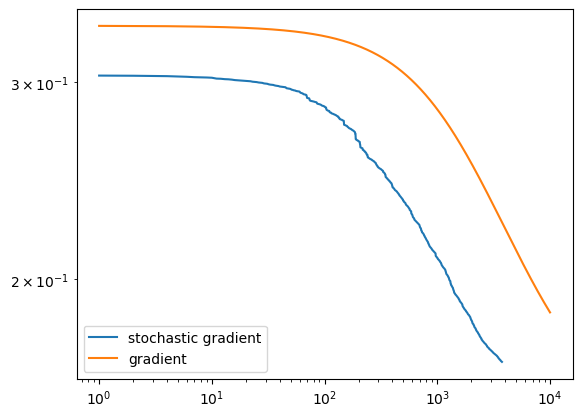 3 × 10⁻¹
2 × 10⁻¹
stochastic gradient
gradient
10⁰ 10¹ 10² 10³ 10⁴